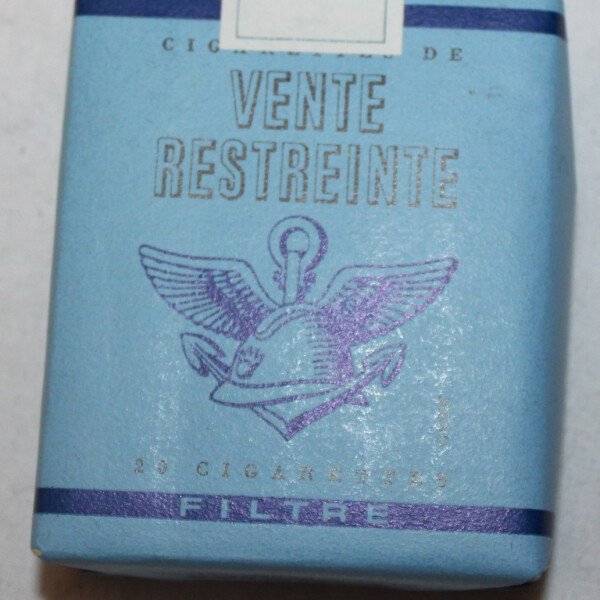 CIGARETTES DE
VENTE
RESTREINTE
20 CIGARETTES
FILTRE